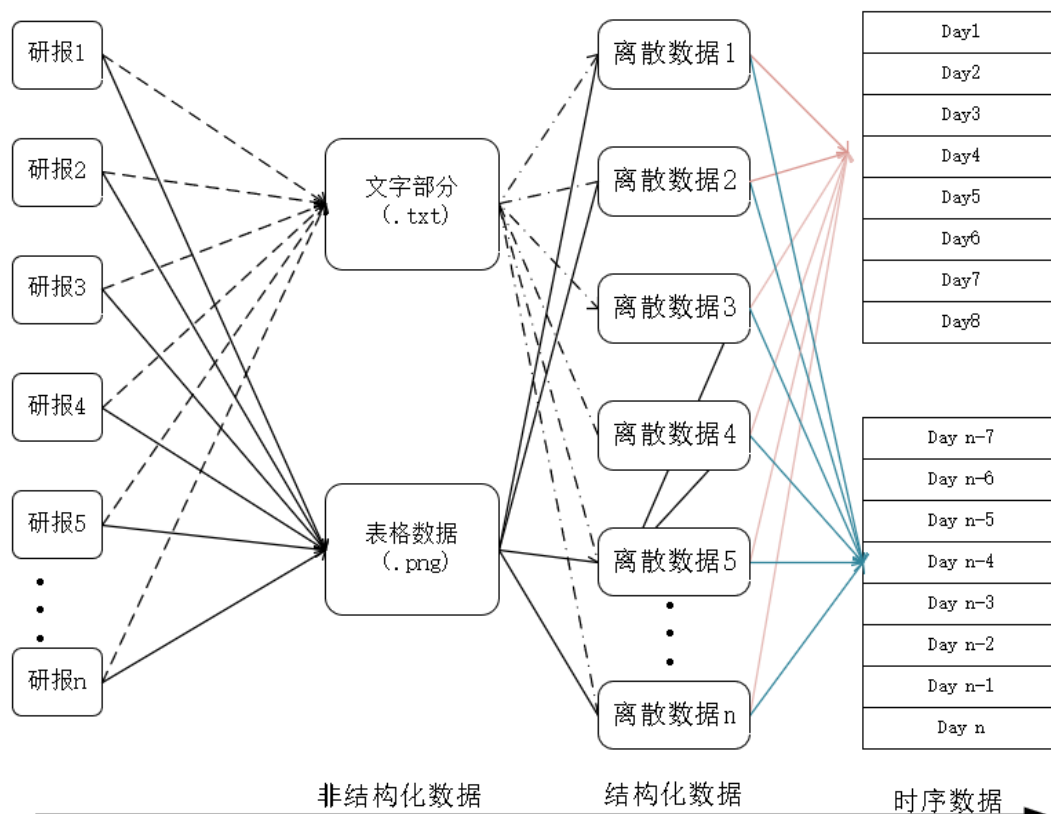 研报1
研报2
研报3
研报4
研报5
研报n
文字部分
(.txt)
表格数据
(.png)
离散数据1
离散数据2
离散数据3
离散数据4
离散数据5
离散数据n
Day1
Day2
Day3
Day4
Day5
Day6
Day7
Day8
Day n-7
Day n-6
Day n-5
Day n-4
Day n-3
Day n-2
Day n-1
Day n
非结构化数据
结构化数据
时序数据